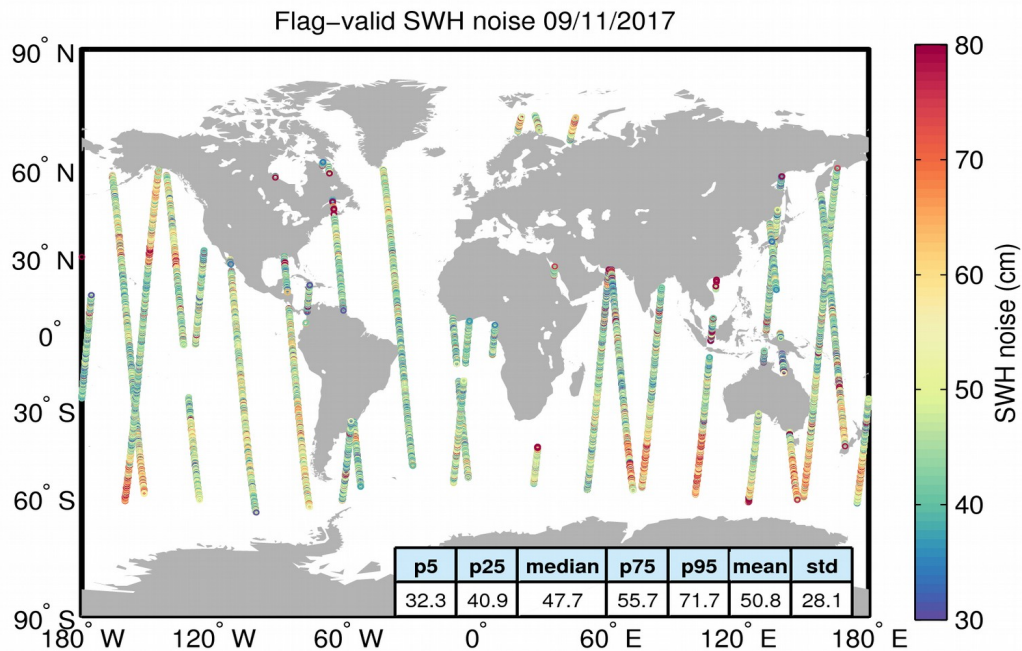 Flag−valid SWH noise 09/11/2017
90° N
60° N
30° N
0°
30° S
60° S
90° S
180° W
120° W
60° W
0°
60° E
120° E
180° E
p5 p25 median p75 p95 mean std
32.3 40.9 47.7 55.7 71.7 50.8 28.1
80
70
60
50
40
30
SWH noise (cm)